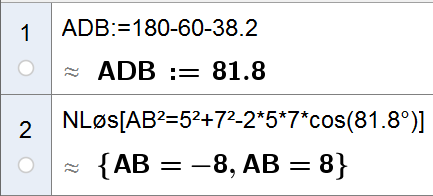 1
ADB:=180-60-38.2
≈ ADB := 81.8
2
NLøs[AB²=5²+7²-2*5*7*cos(81.8°)]
≈ {AB = −8, AB = 8}